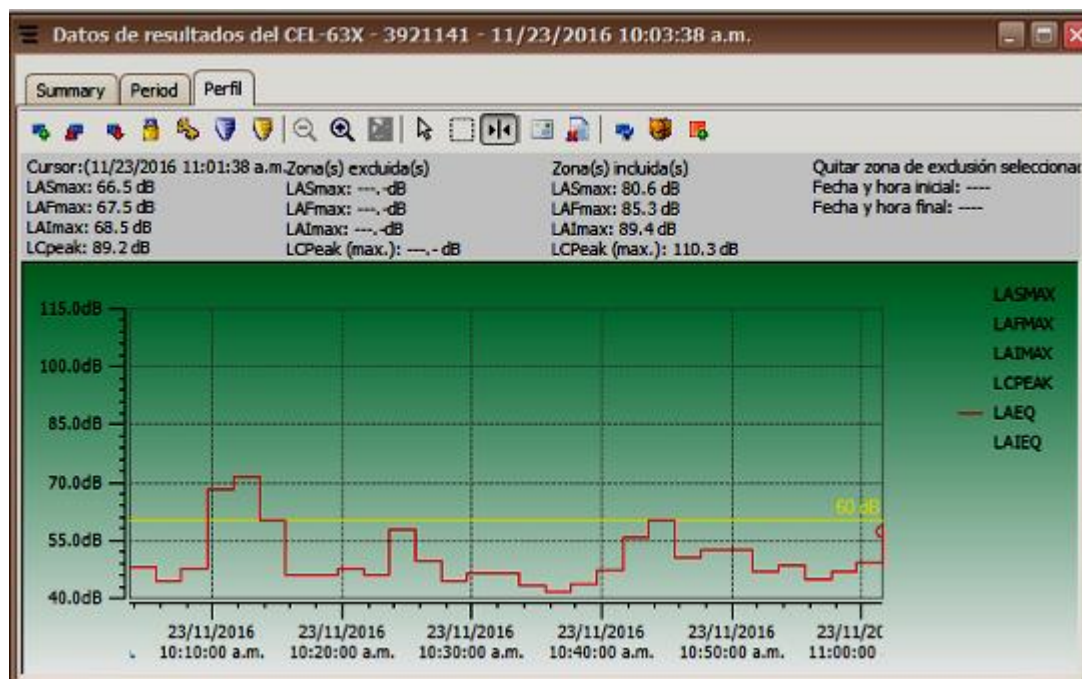 Datos de resultados del CEL-63X - 3921141 - 11/23/2016 10:03:38 a.m.
Summary Period Perfil
Cursor:(11/23/2016 11:01:38 a.m. Zona(s) excluida(s) Zona(s) incluida(s) Quitar zona de exclusión seleccionad
LASmax: 66.5 dB LASmax: ---.-dB LASmax: 80.6 dB Fecha y hora inicial: ----
LAFmax: 67.5 dB LAFmax: ---.-dB LAFmax: 85.3 dB Fecha y hora final: ----
LAImax: 68.5 dB LAImax: ---.-dB LAImax: 89.4 dB
LCpeak: 89.2 dB LCPeak (max.): ---.- dB LCPeak (max.): 110.3 dB
LASMAX
115.0dB
LAFMAX
LAIMAX
100.0dB
LCPEAK
LAEQ
85.0dB
LAIEQ
70.0dB
60 dB
55.0dB
40.0dB
23/11/2016 23/11/2016 23/11/2016 23/11/2016 23/11/2016 23/11/20
10:10:00 a.m. 10:20:00 a.m. 10:30:00 a.m. 10:40:00 a.m. 10:50:00 a.m. 11:00:00